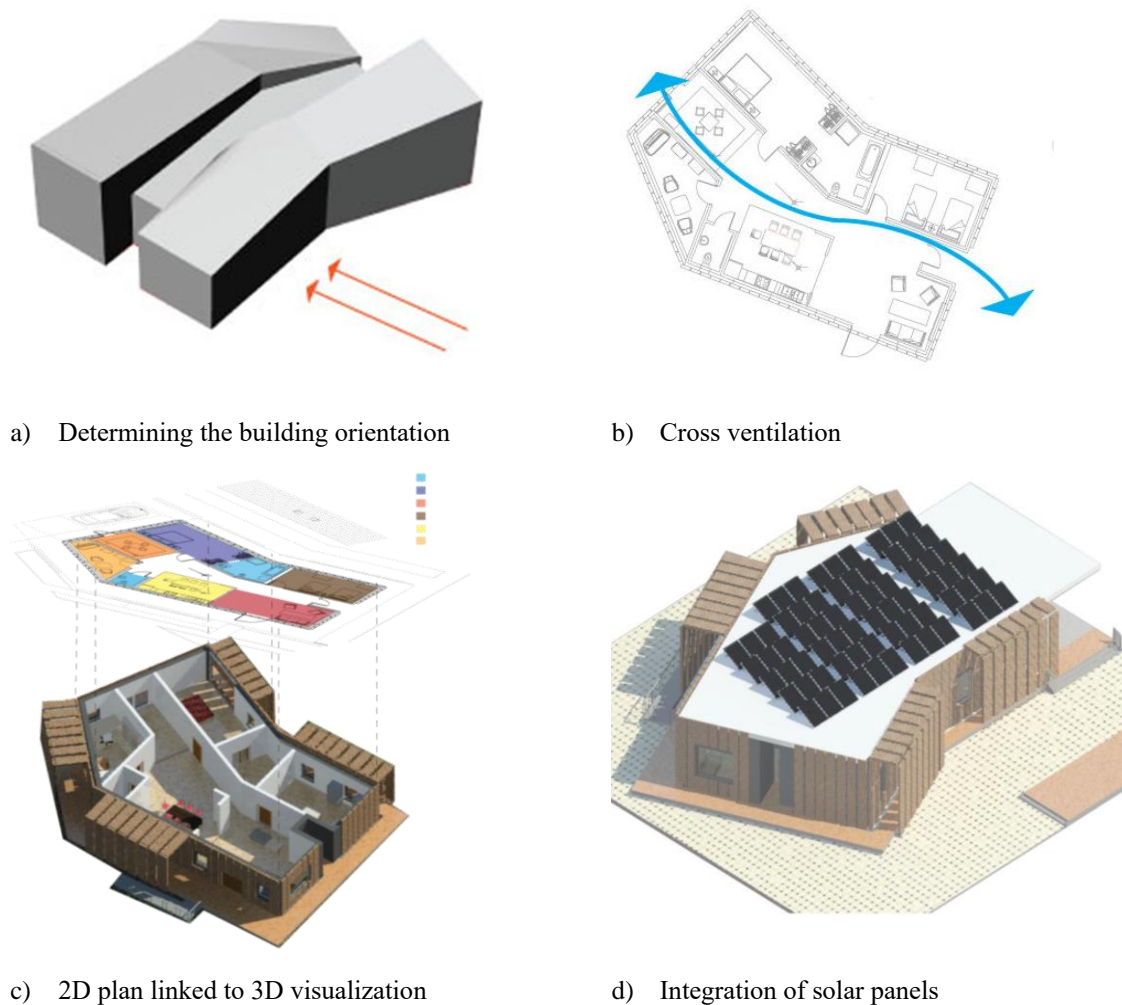 a) Determining the building orientation
b) Cross ventilation
c) 2D plan linked to 3D visualization
d) Integration of solar panels